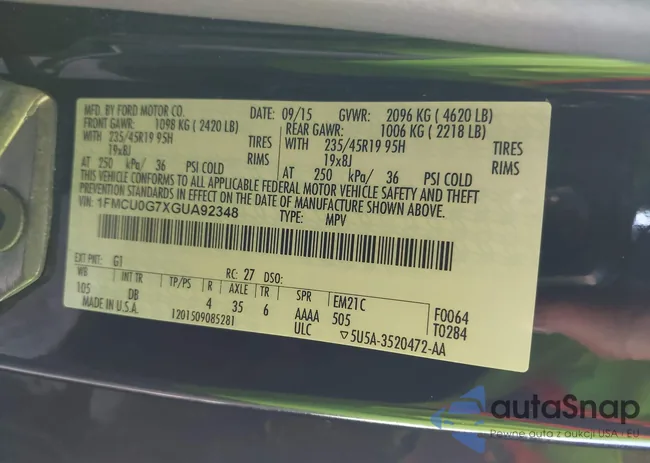 MFD. BY FORD MOTOR CO. DATE: 09/15 GVWR: 2096 KG ( 4620 LB)
FRONT GAWR: 1098 KG ( 2420 LB) REAR GAWR: 1006 KG ( 2218 LB)
WITH 235/45R19 95H TIRES WITH 235/45R19 95H TIRES
19x8J RIMS 19x8J RIMS
AT 250 kPa/ 36 PSI COLD AT 250 kPa/ 36 PSI COLD
THIS VEHICLE CONFORMS TO ALL APPLICABLE FEDERAL MOTOR VEHICLE SAFETY AND THEFT
PREVENTION STANDARDS IN EFFECT ON THE DATE OF MANUFACTURE SHOWN ABOVE.
1FMCU0G7XGUA92348 TYPE: MPV
EXT PNT: G1 RC: 27 DSO:
WB INT TR TP/PS R AXLE TR SPR EM21C F0064
105 DB 4 35 6 AAAA 505 T0284
MADE IN U.S.A. 1201509085281 ULC ▽5U5A-3520472-AA
autaSnap
Pewne auta z aukcji USA i EU